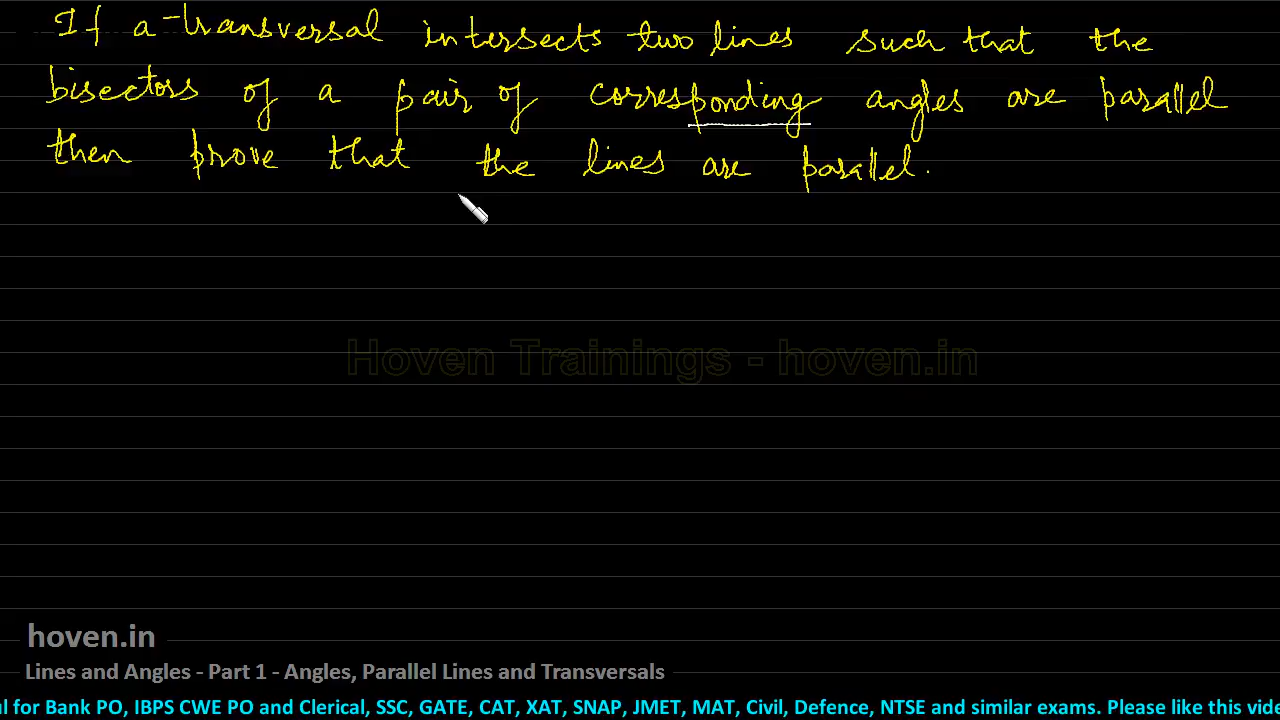 If a transversal intersects two lines such that the
bisectors of a pair of corresponding angles are parallel
then prove that the lines are parallel.
Hoven Trainings - hoven.in
hoven.in
Lines and Angles - Part 1 - Angles, Parallel Lines and Transversals
for Bank PO, IBPS CWE PO and Clerical, SSC, GATE, CAT, XAT, SNAP, JMET, MAT, Civil, Defence, NTSE and similar exams. Please like this